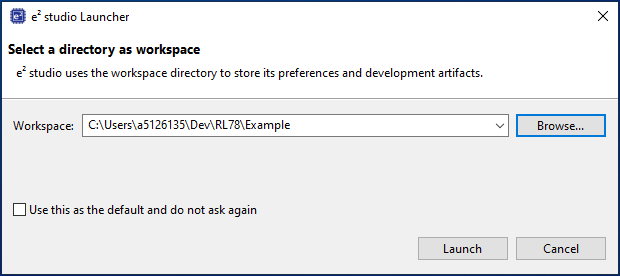 e² e² studio Launcher
Select a directory as workspace
e² studio uses the workspace directory to store its preferences and development artifacts.
Workspace: C:\Users\a5126135\Dev\RL78\Example Browse...
Use this as the default and do not ask again
Launch Cancel